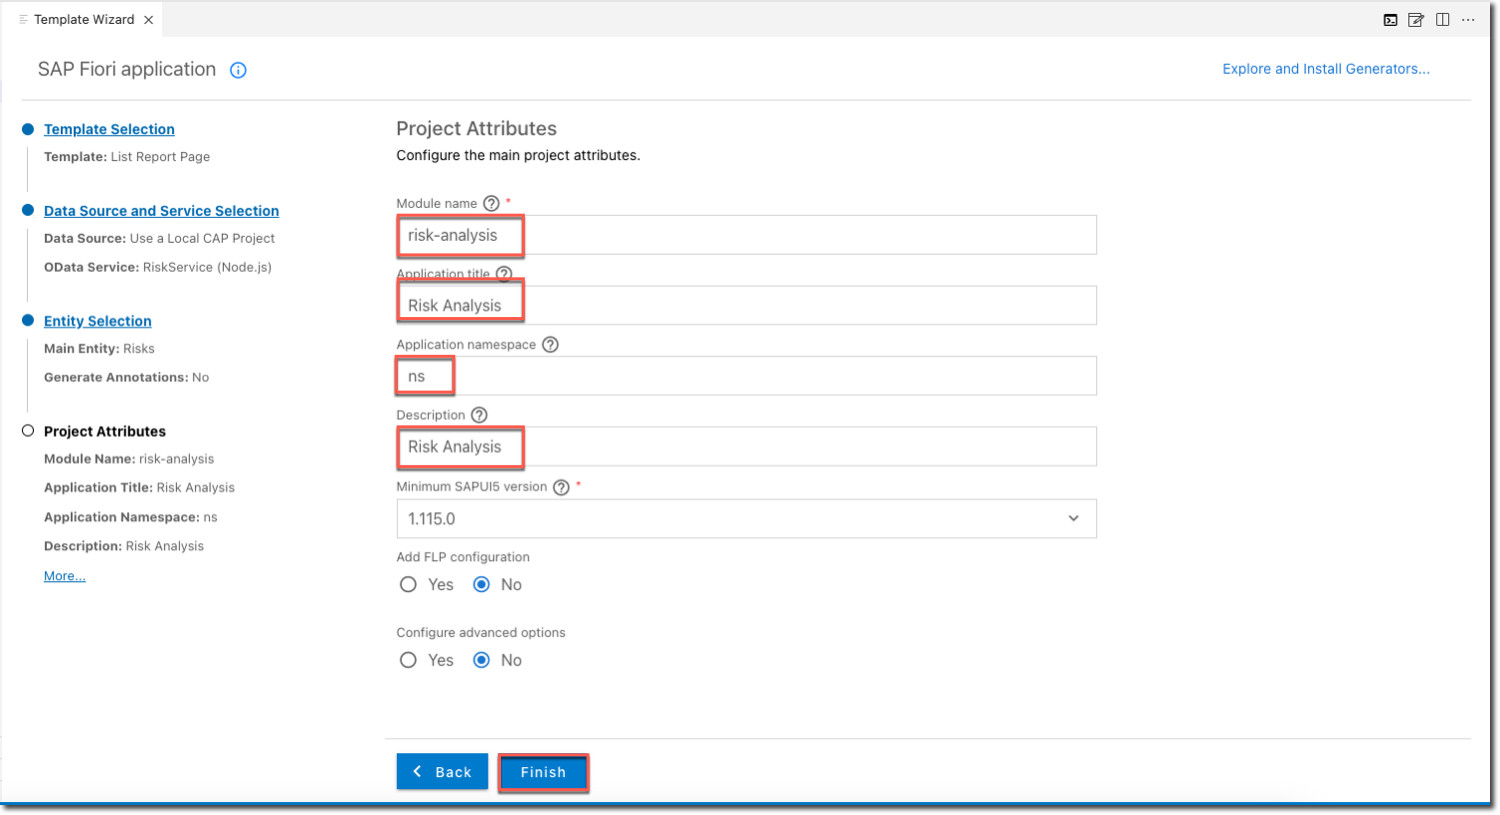 Template Wizard
SAP Fiori application
Explore and Install Generators...
Template Selection
Template: List Report Page
Data Source and Service Selection
Data Source: Use a Local CAP Project
OData Service: RiskService (Node.js)
Entity Selection
Main Entity: Risks
Generate Annotations: No
Project Attributes
Module Name: risk-analysis
Application Title: Risk Analysis
Application Namespace: ns
Description: Risk Analysis
More...
Project Attributes
Configure the main project attributes.
Module name ? *
risk-analysis
Application title ?
Risk Analysis
Application namespace ?
ns
Description ?
Risk Analysis
Minimum SAPUI5 version ? *
1.115.0
Add FLP configuration
Yes No
Configure advanced options
Yes No
Back Finish